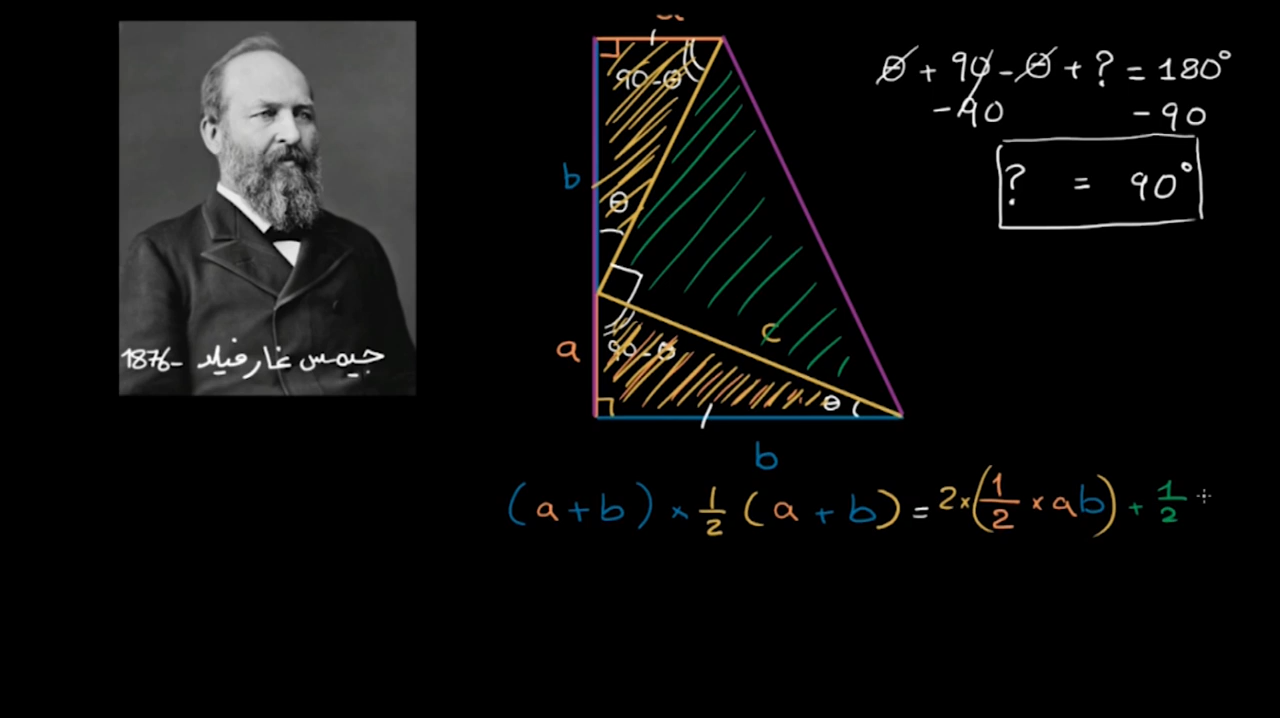 a
90-θ
b
θ
a
90-θ
c
θ
b
θ + 90 - θ + ? = 180°
-90 -90
? = 90°
جيمس غارفيلد -1876
(a + b) × 1/2 (a + b) = 2×(1/2 × ab) + 1/2